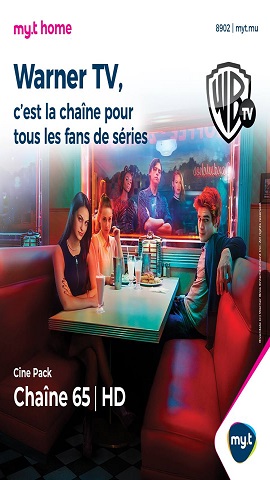 my.t home
8902 | myt.mu
Warner TV,
c'est la chaîne pour
tous les fans de séries
WB
TV
Cine Pack
Chaîne 65 | HD
my.t